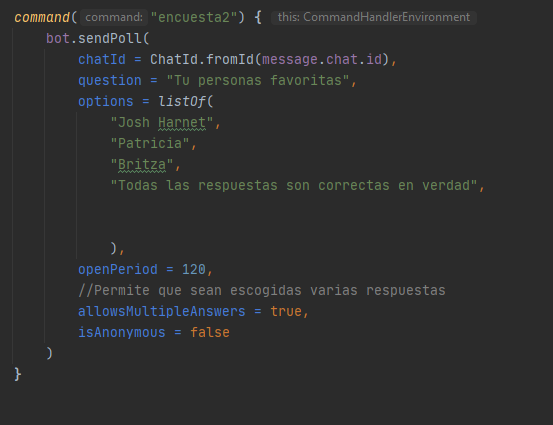 command( command: "encuesta2") { this: CommandHandlerEnvironment
bot.sendPoll(
chatId = ChatId.fromId(message.chat.id),
question = "Tu personas favoritas",
options = listOf(
"Josh Harnet",
"Patricia",
"Britza",
"Todas las respuestas son correctas en verdad",
),
openPeriod = 120,
//Permite que sean escogidas varias respuestas
allowsMultipleAnswers = true,
isAnonymous = false
)
}